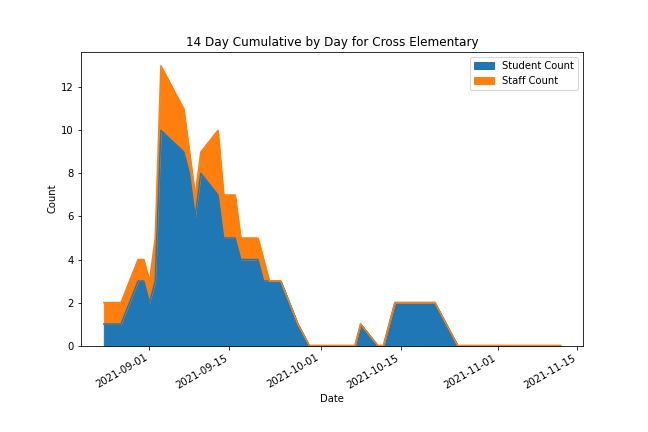 14 Day Cumulative by Day for Cross Elementary
Student Count
Staff Count
Count
12
10
8
6
4
2
0
2021-09-01
2021-09-15
2021-10-01
2021-10-15
2021-11-01
2021-11-15
Date